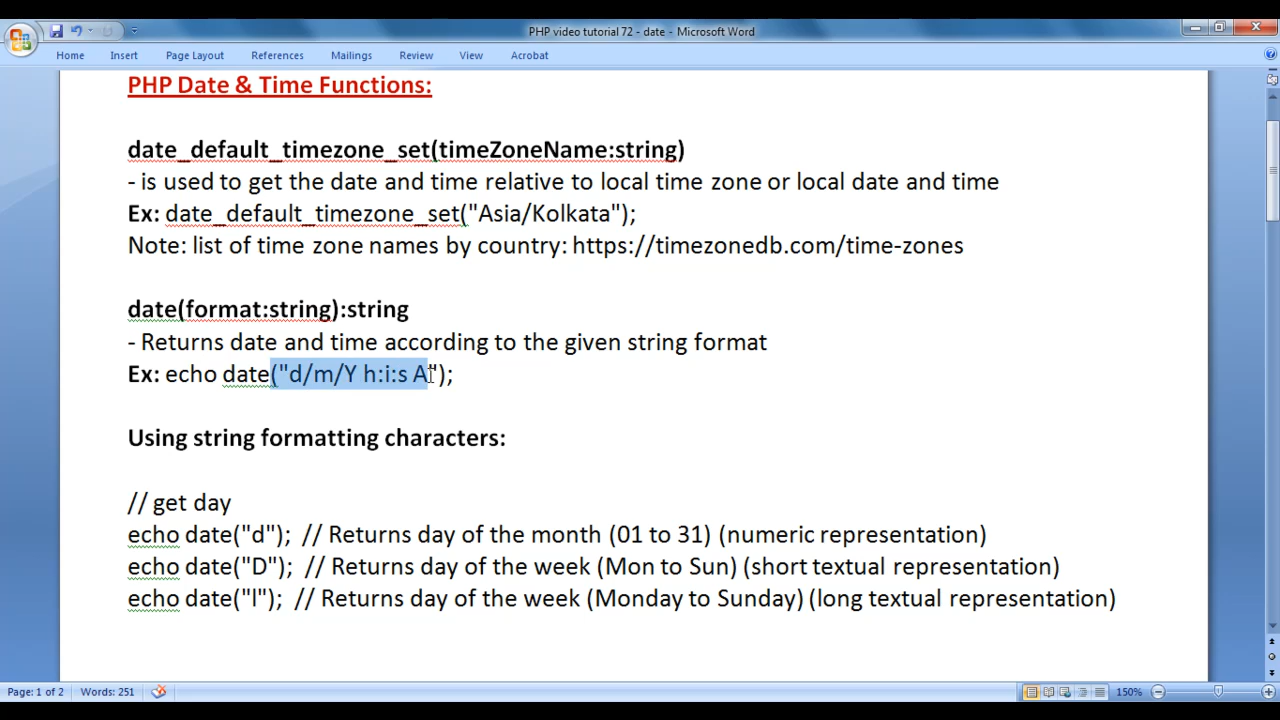 PHP video tutorial 72 - date - Microsoft Word
Home Insert Page Layout References Mailings Review View Acrobat
PHP Date & Time Functions:
date_default_timezone_set(timeZoneName:string)
- is used to get the date and time relative to local time zone or local date and time
Ex: date_default_timezone_set("Asia/Kolkata");
Note: list of time zone names by country: https://timezonedb.com/time-zones
date(format:string):string
- Returns date and time according to the given string format
Ex: echo date("d/m/Y h:i:s A");
Using string formatting characters:
// get day
echo date("d");  // Returns day of the month (01 to 31) (numeric representation)
echo date("D");  // Returns day of the week (Mon to Sun) (short textual representation)
echo date("l");  // Returns day of the week (Monday to Sunday) (long textual representation)
Page: 1 of 2 Words: 251 150%